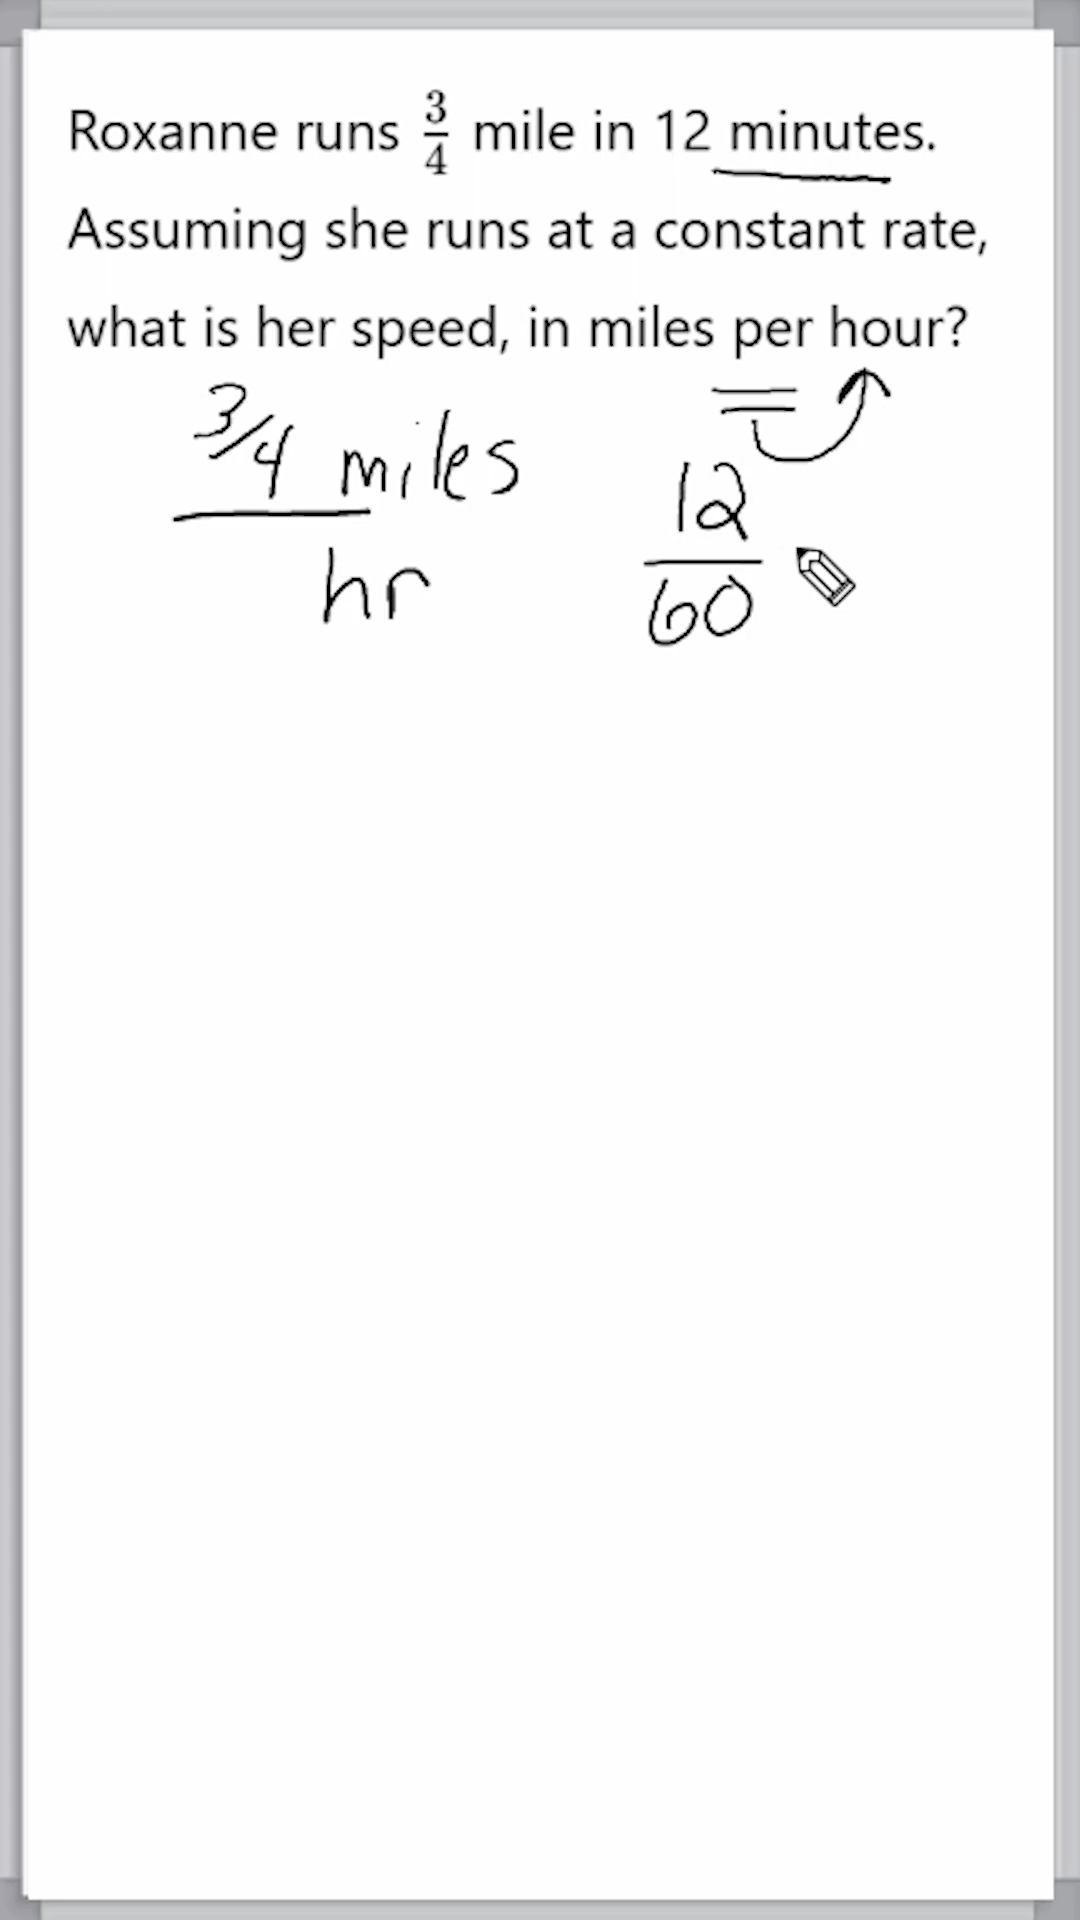 Roxanne runs 3/4 mile in 12 minutes.
Assuming she runs at a constant rate,
what is her speed, in miles per hour?
3/4 miles
hr
12
60